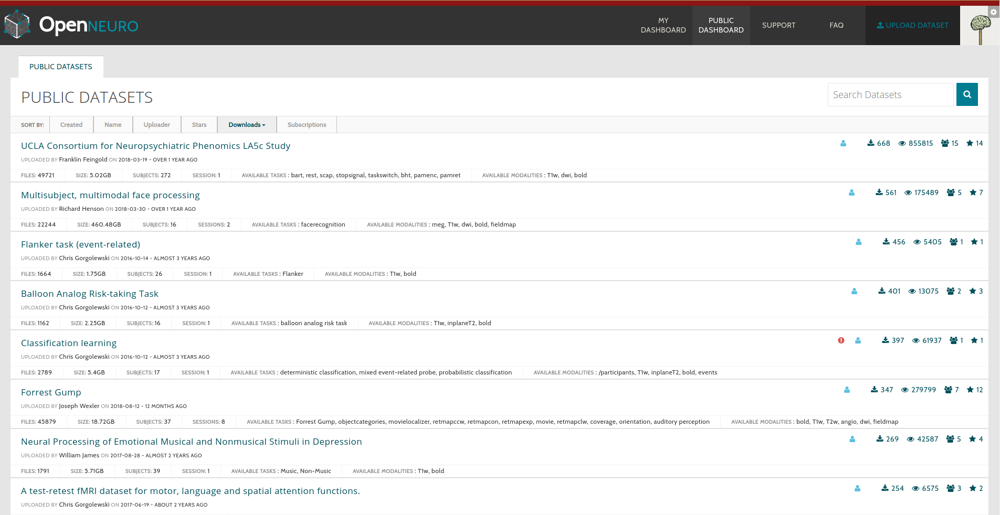 OpenNEURO
MY DASHBOARD
PUBLIC DASHBOARD
SUPPORT
FAQ
UPLOAD DATASET
PUBLIC DATASETS
PUBLIC DATASETS
Search Datasets
SORT BY: Created Name Uploader Stars Downloads Subscriptions
UCLA Consortium for Neuropsychiatric Phenomics LA5c Study 668 855815 15 14
UPLOADED BY Franklin Feingold ON 2018-03-19 - OVER 1 YEAR AGO
FILES: 49721 SIZE: 5.02GB SUBJECTS: 272 SESSION: 1 AVAILABLE TASKS : bart, rest, scap, stopsignal, taskswitch, bht, pamenc, pamret AVAILABLE MODALITIES : T1w, dwi, bold
Multisubject, multimodal face processing 561 175489 5 7
UPLOADED BY Richard Henson ON 2018-03-30 - OVER 1 YEAR AGO
FILES: 22244 SIZE: 460.48GB SUBJECTS: 16 SESSIONS: 2 AVAILABLE TASKS : facerecognition AVAILABLE MODALITIES : meg, T1w, dwi, bold, fieldmap
Flanker task (event-related) 456 5405 1 1
UPLOADED BY Chris Gorgolewski ON 2016-10-14 - ALMOST 3 YEARS AGO
FILES: 1664 SIZE: 1.75GB SUBJECTS: 26 SESSION: 1 AVAILABLE TASKS : Flanker AVAILABLE MODALITIES : T1w, bold
Balloon Analog Risk-taking Task 401 13075 2 3
UPLOADED BY Chris Gorgolewski ON 2016-10-12 - ALMOST 3 YEARS AGO
FILES: 1162 SIZE: 2.25GB SUBJECTS: 16 SESSION: 1 AVAILABLE TASKS : balloon analog risk task AVAILABLE MODALITIES : T1w, inplaneT2, bold
Classification learning 397 61937 1 1
UPLOADED BY Chris Gorgolewski ON 2016-10-12 - ALMOST 3 YEARS AGO
FILES: 2789 SIZE: 5.4GB SUBJECTS: 17 SESSION: 1 AVAILABLE TASKS : deterministic classification, mixed event-related probe, probabilistic classification AVAILABLE MODALITIES : /participants, T1w, inplaneT2, bold, events
Forrest Gump 347 279799 7 12
UPLOADED BY Joseph Wexler ON 2018-08-12 - 12 MONTHS AGO
FILES: 45879 SIZE: 18.72GB SUBJECTS: 37 SESSIONS: 8 AVAILABLE TASKS : Forrest Gump, objectcategories, movielocalizer, retmapccw, retmapcon, retmapexp, movie, retmapclw, coverage, orientation, auditory perception AVAILABLE MODALITIES : bold, T1w, T2w, angio, dwi, fieldmap
Neural Processing of Emotional Musical and Nonmusical Stimuli in Depression 269 42587 5 4
UPLOADED BY William James ON 2017-08-28 - ALMOST 2 YEARS AGO
FILES: 1791 SIZE: 5.71GB SUBJECTS: 39 SESSION: 1 AVAILABLE TASKS : Music, Non-Music AVAILABLE MODALITIES : T1w, bold
A test-retest fMRI dataset for motor, language and spatial attention functions. 254 6575 3 2
UPLOADED BY Chris Gorgolewski ON 2017-06-19 - ABOUT 2 YEARS AGO